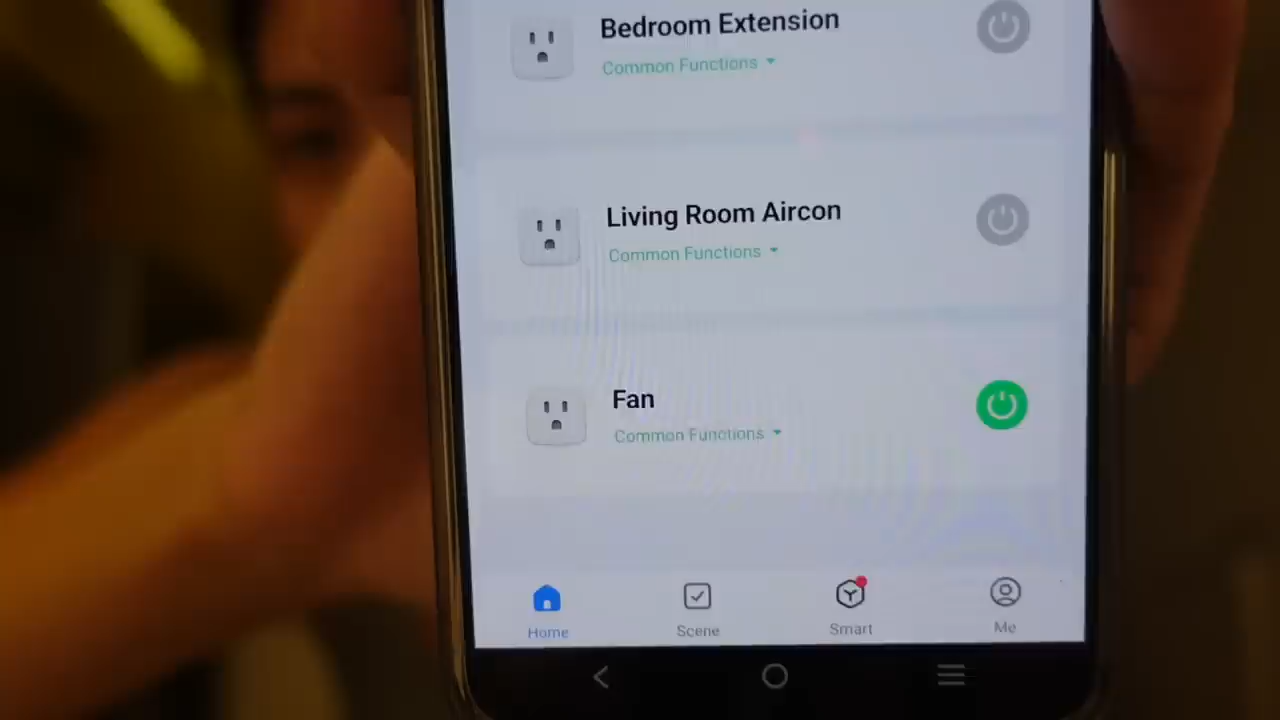 Bedroom Extension
Common Functions
Living Room Aircon
Common Functions
Fan
Common Functions
Home
Scene
Smart
Me